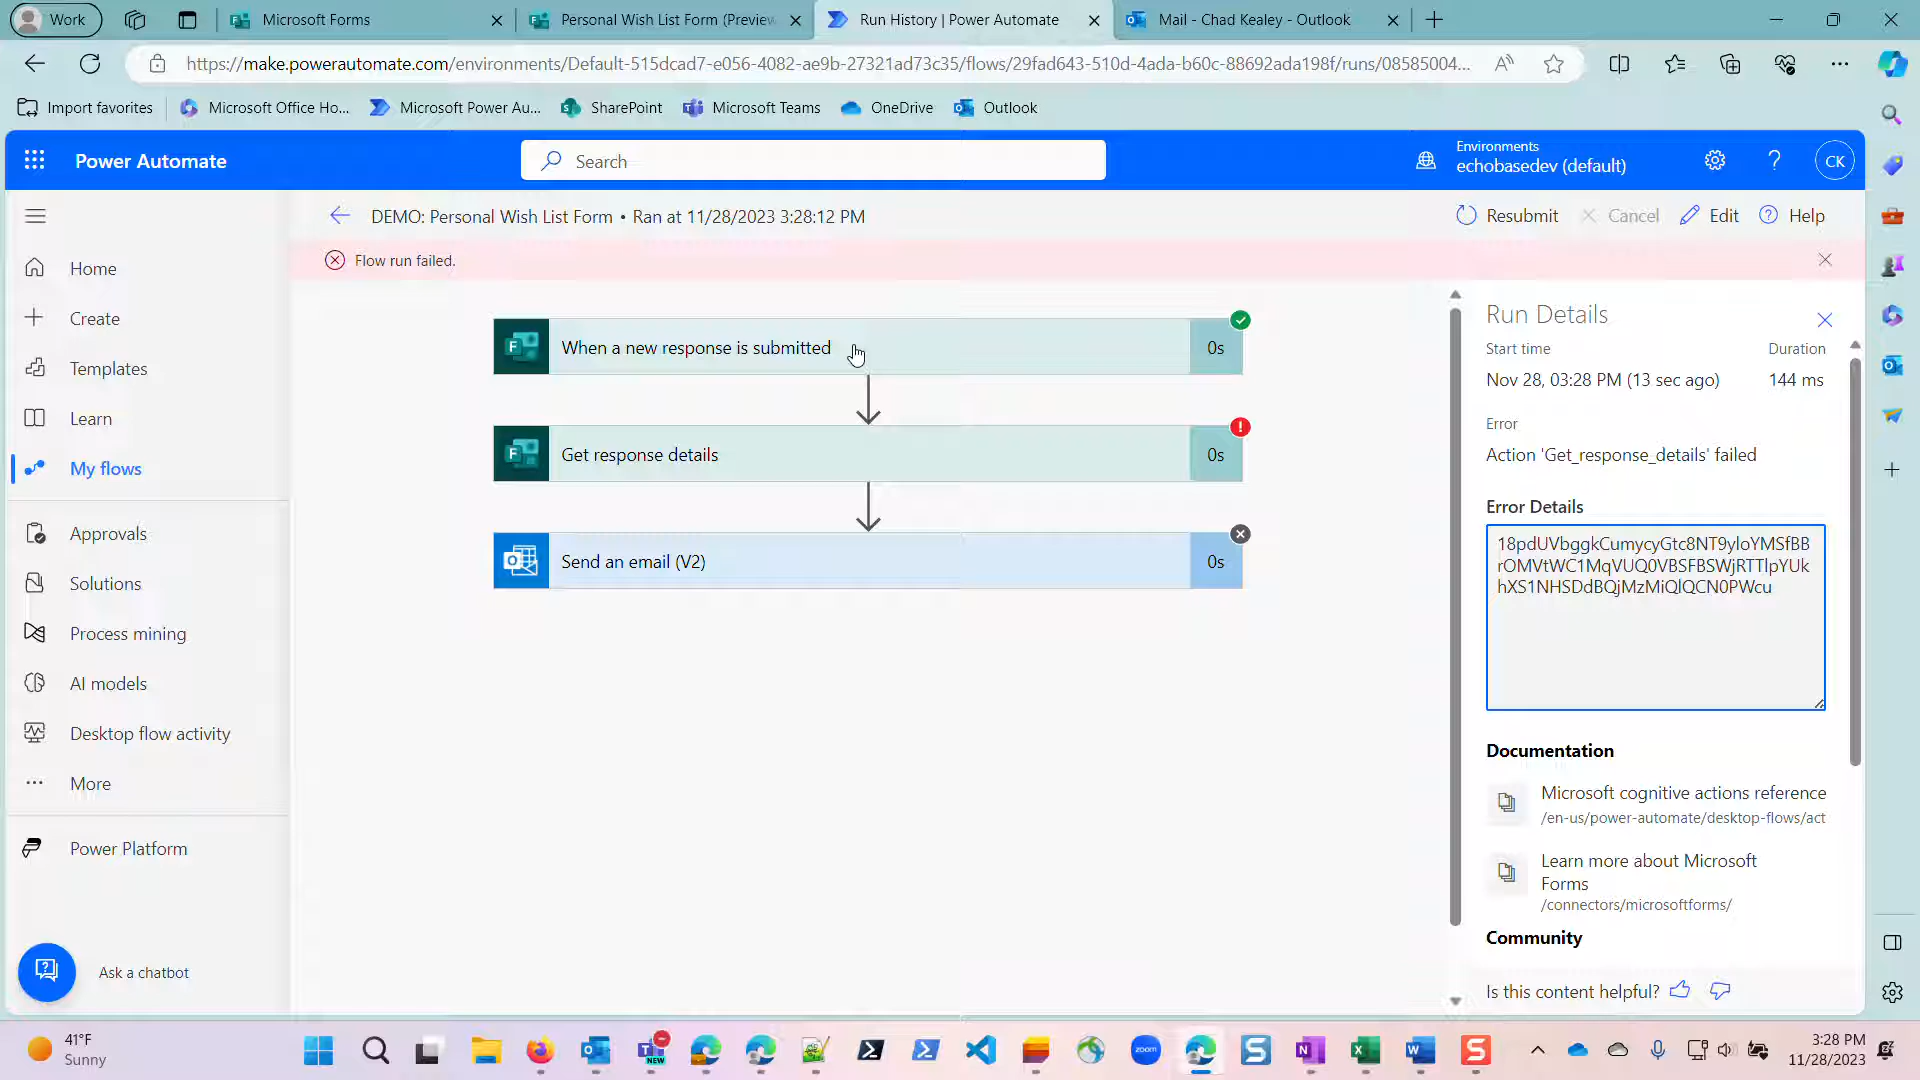 Work
Microsoft Forms
Personal Wish List Form (Preview
Run History | Power Automate
Mail - Chad Kealey - Outlook
https://make.powerautomate.com/environments/Default-515dcad7-e056-4082-ae9b-27321ad73c35/flows/29fad643-510d-4ada-b60c-88692ada198f/runs/08585004...
Import favorites
Microsoft Office Ho...
Microsoft Power Au...
SharePoint
Microsoft Teams
OneDrive
Outlook
Power Automate
Search
Environments
echobasedev (default)
CK
DEMO: Personal Wish List Form • Ran at 11/28/2023 3:28:12 PM
Resubmit
Cancel
Edit
Help
Flow run failed.
Home
Create
Templates
Learn
My flows
Approvals
Solutions
Process mining
AI models
Desktop flow activity
More
Power Platform
Ask a chatbot
When a new response is submitted
0s
Get response details
0s
Send an email (V2)
0s
Run Details
Start time
Duration
Nov 28, 03:28 PM (13 sec ago)
144 ms
Error
Action 'Get_response_details' failed
Error Details
18pdUVbggkCumycyGtc8NT9yloYMSfBB
rOMVtWC1MqVUQ0VBSFBSWjRTTlpYUk
hXS1NHSDdBQjMzMiQlQCN0PWcu
Documentation
Microsoft cognitive actions reference
/en-us/power-automate/desktop-flows/act
Learn more about Microsoft
Forms
/connectors/microsoftforms/
Community
Is this content helpful?
41°F
Sunny
NEW
zoom
3:28 PM
11/28/2023